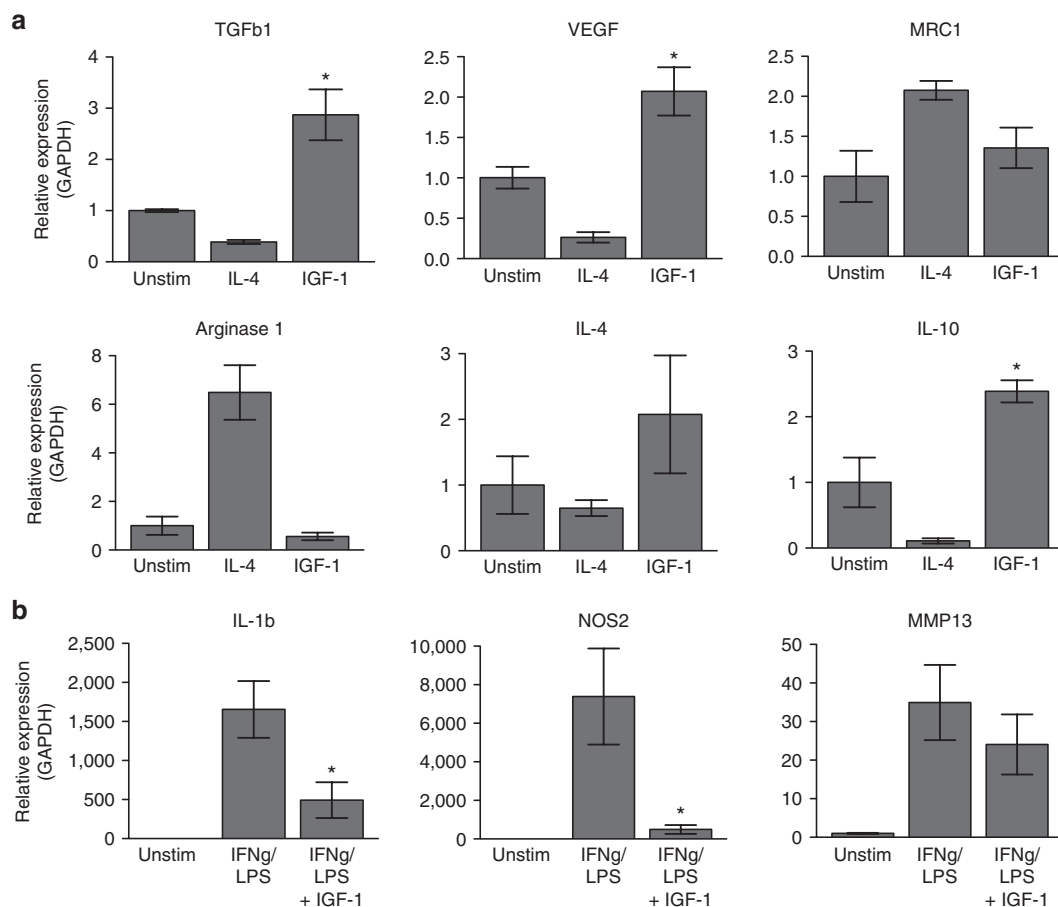 a
TGFb1
VEGF
MRC1
Relative expression
(GAPDH)
4
3
2
1
0
2.5
2.0
1.5
1.0
0.5
0.0
2.5
2.0
1.5
1.0
0.5
0.0
*
*
Unstim IL-4 IGF-1
Unstim IL-4 IGF-1
Unstim IL-4 IGF-1
Arginase 1
IL-4
IL-10
Relative expression
(GAPDH)
8
6
4
2
0
3
2
1
0
3
2
1
0
*
Unstim IL-4 IGF-1
Unstim IL-4 IGF-1
Unstim IL-4 IGF-1
b
IL-1b
NOS2
MMP13
Relative expression
(GAPDH)
2,500
2,000
1,500
1,000
500
0
10,000
8,000
6,000
4,000
2,000
0
50
40
30
20
10
0
*
*
Unstim IFNg/ IFNg/
LPS LPS
+ IGF-1
Unstim IFNg/ IFNg/
LPS LPS
+ IGF-1
Unstim IFNg/ IFNg/
LPS LPS
+ IGF-1